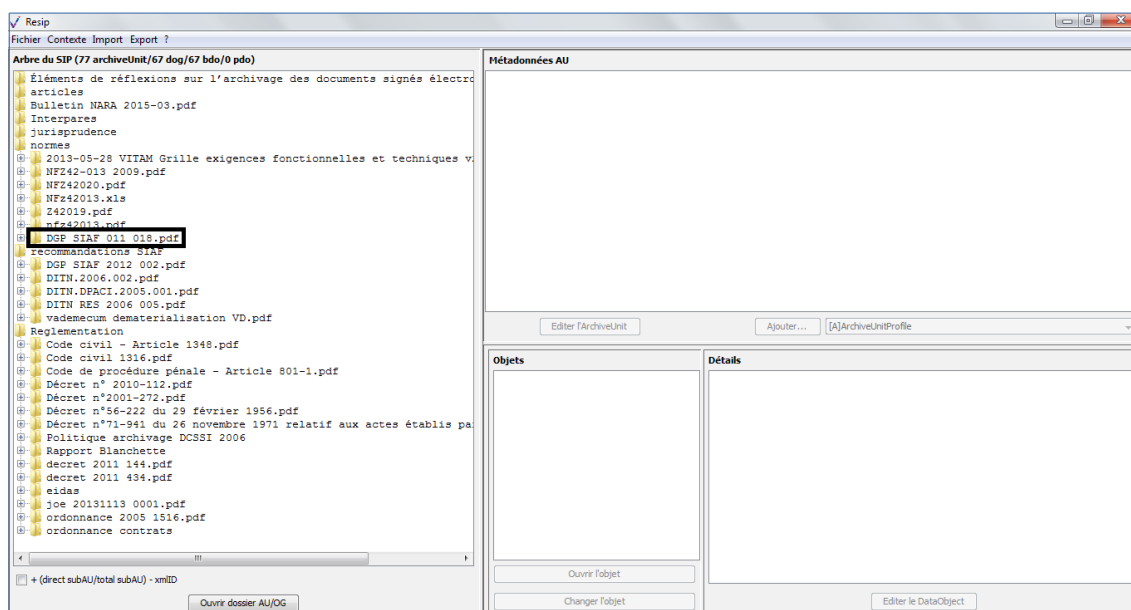 Resip
Fichier Contexte Import Export ?
Arbre du SIP (77 archiveUnit/67 dog/67 bdo/0 pdo)
Éléments de réflexions sur l'archivage des documents signés électro
articles
Bulletin NARA 2015-03.pdf
Interpares
jurisprudence
normes
2013-05-28 VITAM Grille exigences fonctionnelles et techniques v
NFZ42-013 2009.pdf
NFZ42020.pdf
NFz42013.xls
Z42019.pdf
nfz42013.pdf
DGP SIAF 011 018.pdf
recommandations SIAF
DGP SIAF 2012 002.pdf
DITN.2006.002.pdf
DITN.DPACI.2005.001.pdf
DITN RES 2006 005.pdf
vademecum dematerialisation VD.pdf
Reglementation
Code civil - Article 1348.pdf
Code civil 1316.pdf
Code de procédure pénale - Article 801-1.pdf
Décret n° 2010-112.pdf
Décret n°2001-272.pdf
Décret n°56-222 du 29 février 1956.pdf
Décret n°71-941 du 26 novembre 1971 relatif aux actes établis pa
Politique archivage DCSSI 2006
Rapport Blanchette
decret 2011 144.pdf
decret 2011 434.pdf
eidas
joe 20131113 0001.pdf
ordonnance 2005 1516.pdf
ordonnance contrats
+ (direct subAU/total subAU) - xmlID
Ouvrir dossier AU/OG
Métadonnées AU
Editer l'ArchiveUnit
Ajouter...
[A]ArchiveUnitProfile
Objets
Ouvrir l'objet
Changer l'objet
Détails
Editer le DataObject